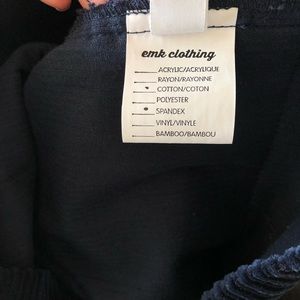 emk clothing
ACRYLIC/ACRYLIQUE
RAYON/RAYONNE
COTTON/COTON
POLYESTER
SPANDEX
VINYL/VINYLE
BAMBOO/BAMBOU